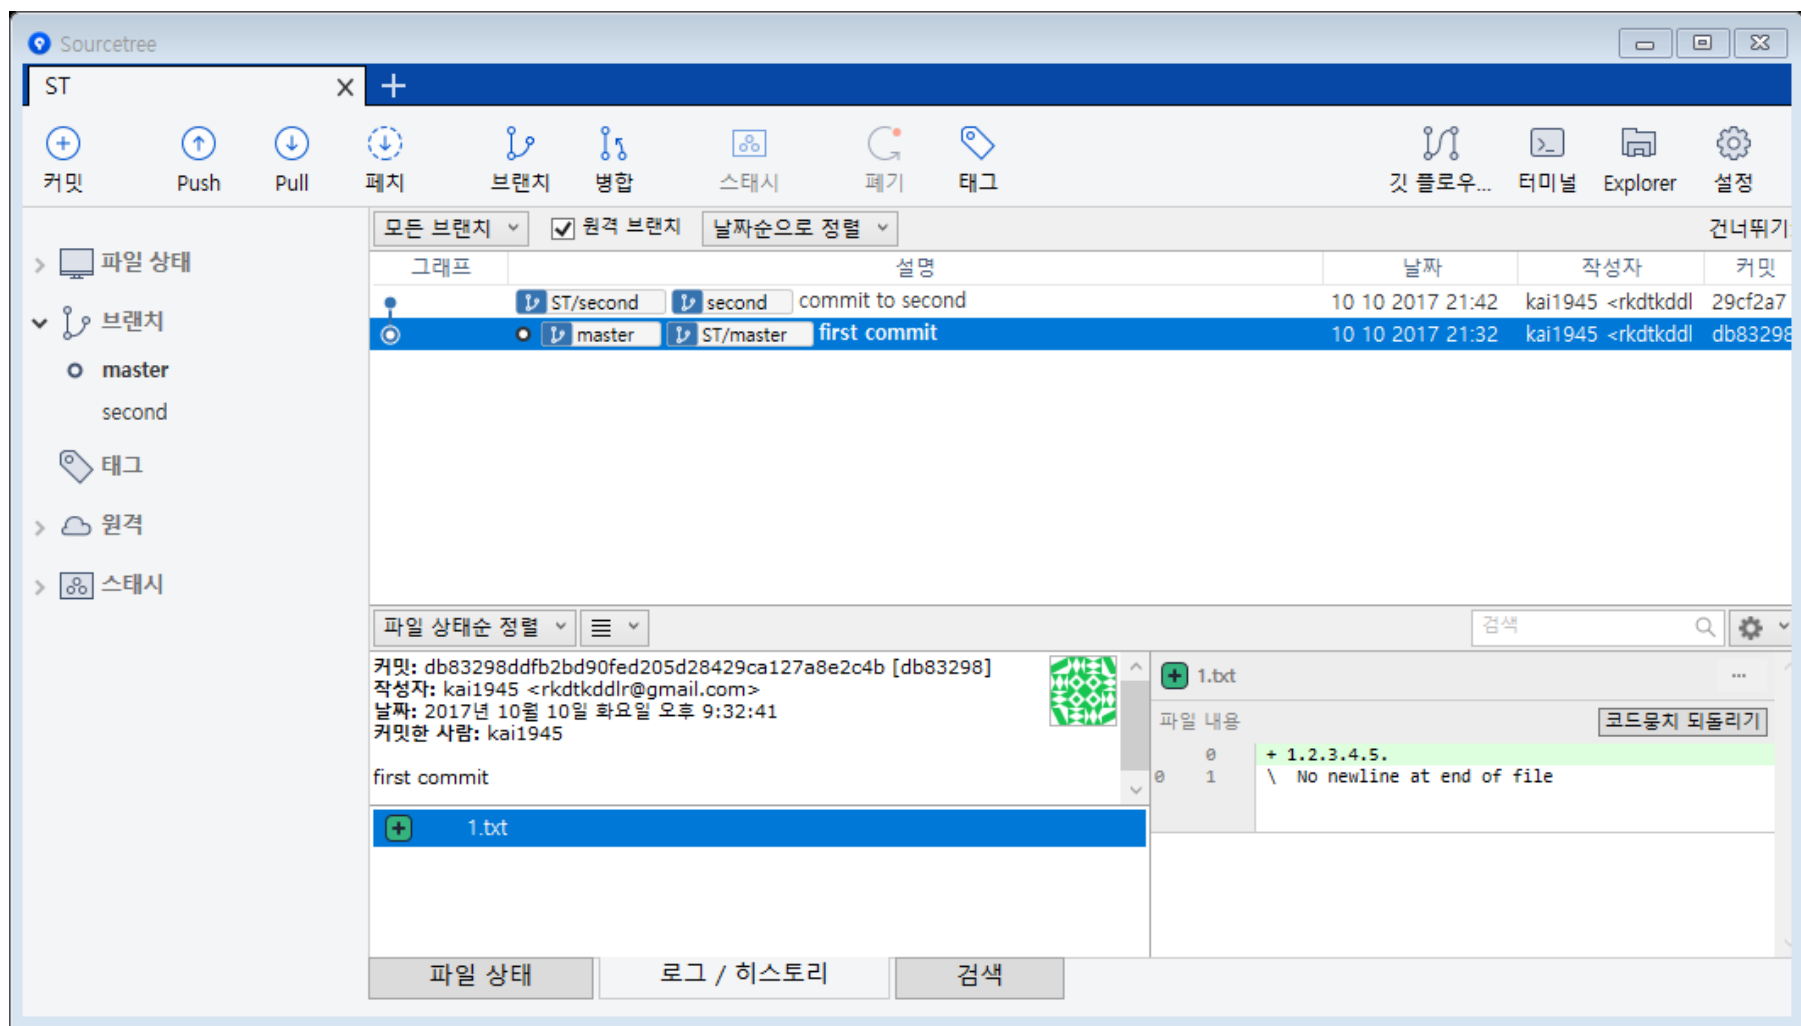 Sourcetree
ST
커밋 Push Pull 페치 브랜치 병합 스태시 폐기 태그 깃 플로우... 터미널 Explorer 설정
모든 브랜치 원격 브랜치 날짜순으로 정렬 건너뛰기
파일 상태
브랜치
master
second
태그
원격
스태시
그래프 설명 날짜 작성자 커밋
ST/second second commit to second 10 10 2017 21:42 kai1945 <rkdtkddl 29cf2a7
master ST/master first commit 10 10 2017 21:32 kai1945 <rkdtkddl db83298
파일 상태순 정렬 검색
커밋: db83298ddfb2bd90fed205d28429ca127a8e2c4b [db83298]
작성자: kai1945 <rkdtkddlr@gmail.com>
날짜: 2017년 10월 10일 화요일 오후 9:32:41
커밋한 사람: kai1945
first commit
1.txt
1.txt ...
파일 내용 코드뭉치 되돌리기
0 + 1.2.3.4.5.
0 1 \ No newline at end of file
파일 상태 로그 / 히스토리 검색